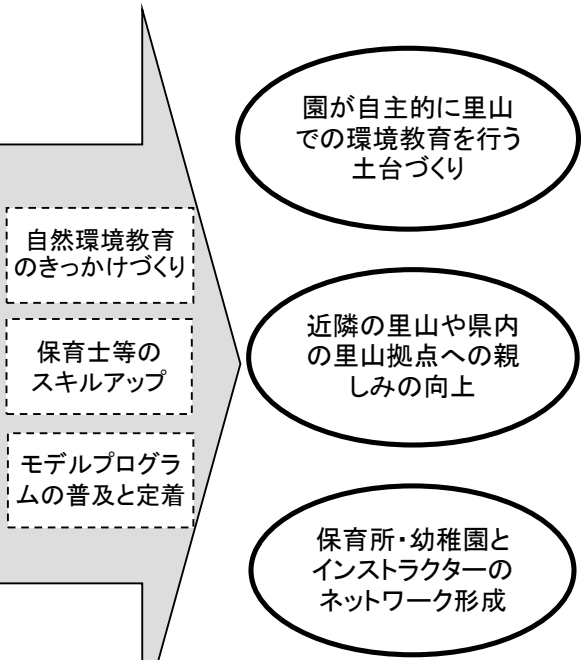 自然環境教育
のきっかけづくり
保育士等の
スキルアップ
モデルプログラ
ムの普及と定着
園が自主的に里山
での環境教育を行う
土台づくり
近隣の里山や県内
の里山拠点への親
しみの向上
保育所・幼稚園と
インストラクターの
ネットワーク形成